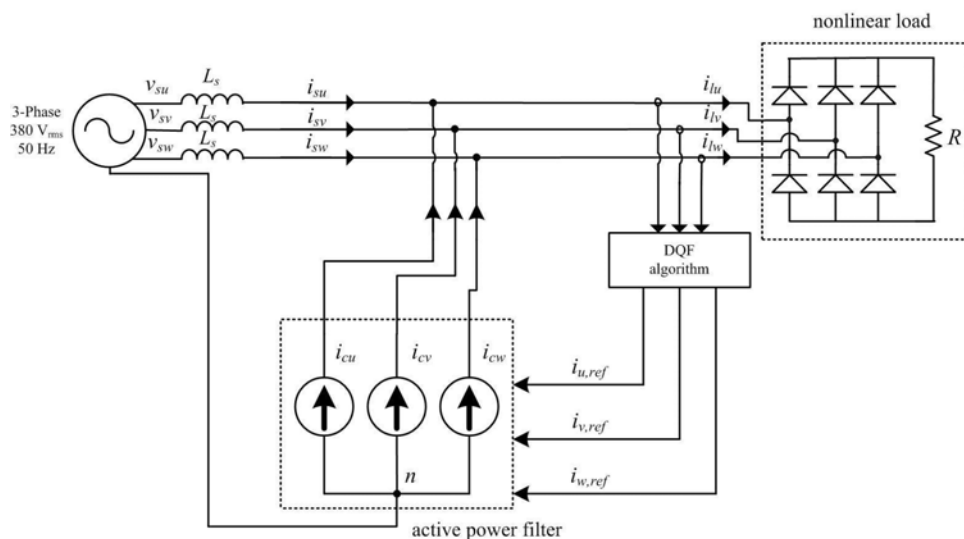 nonlinear load
3-Phase
380 Vrms
50 Hz
vsu
Ls
isu
ilu
vsv
Ls
isv
ilv
vsw
Ls
isw
ilw
R
DQF
algorithm
icu
icv
icw
iu,ref
iv,ref
iw,ref
n
active power filter